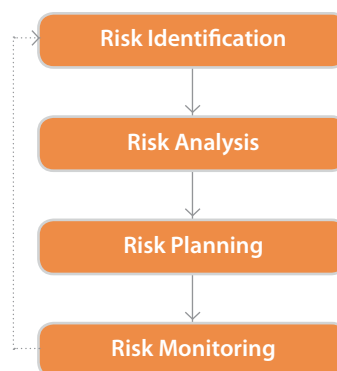 Risk Identification
Risk Analysis
Risk Planning
Risk Monitoring